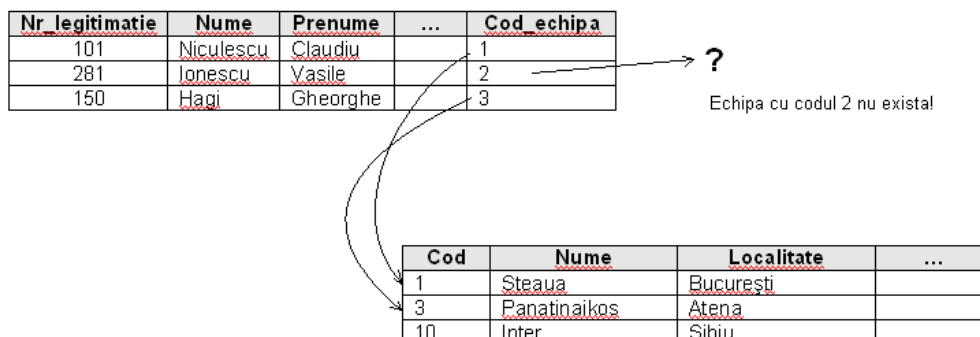 Nr_legitimatie Nume Prenume ... Cod_echipa
101 Niculescu Claudiu 1
281 Ionescu Vasile 2
150 Hagi Gheorghe 3
?
Echipa cu codul 2 nu exista!
Cod Nume Localitate ...
1 Steaua Bucureşti
3 Panatinaikos Atena
10 Inter Sibiu